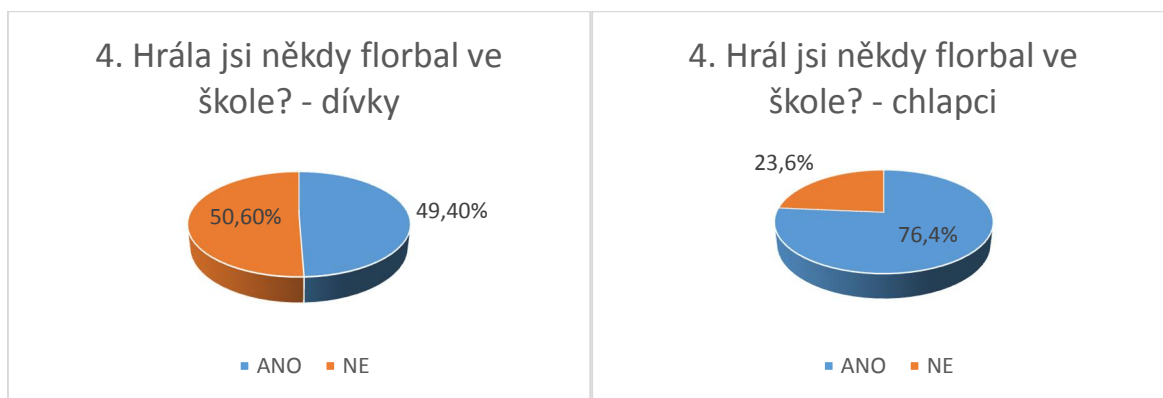 4. Hrála jsi někdy florbal ve
škole? - dívky
50,60%
49,40%
ANO
NE
4. Hrál jsi někdy florbal ve
škole? - chlapci
23,6%
76,4%
ANO
NE